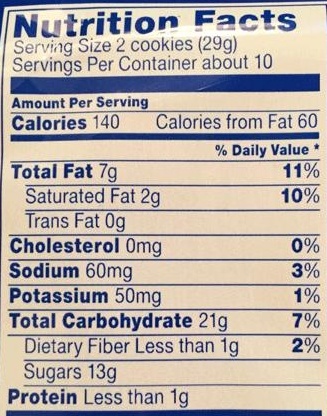 Nutrition Facts
Serving Size 2 cookies (29g)
Servings Per Container about 10
Amount Per Serving
Calories 140 Calories from Fat 60
% Daily Value *
Total Fat 7g 11%
Saturated Fat 2g 10%
Trans Fat 0g
Cholesterol 0mg 0%
Sodium 60mg 3%
Potassium 50mg 1%
Total Carbohydrate 21g 7%
Dietary Fiber Less than 1g 2%
Sugars 13g
Protein Less than 1g